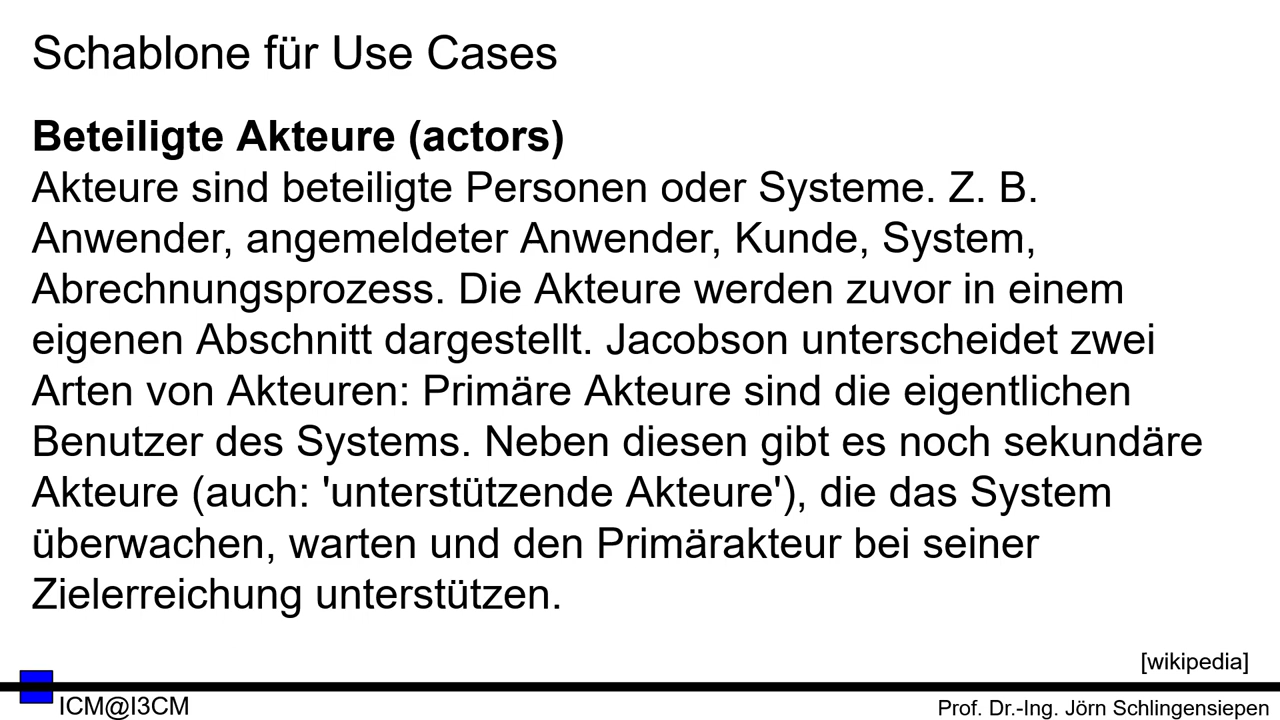 Schablone für Use Cases
Beteiligte Akteure (actors)
Akteure sind beteiligte Personen oder Systeme. Z. B.
Anwender, angemeldeter Anwender, Kunde, System,
Abrechnungsprozess. Die Akteure werden zuvor in einem
eigenen Abschnitt dargestellt. Jacobson unterscheidet zwei
Arten von Akteuren: Primäre Akteure sind die eigentlichen
Benutzer des Systems. Neben diesen gibt es noch sekundäre
Akteure (auch: 'unterstützende Akteure'), die das System
überwachen, warten und den Primärakteur bei seiner
Zielerreichung unterstützen.
[wikipedia]
ICM@I3CM
Prof. Dr.-Ing. Jörn Schlingensiepen